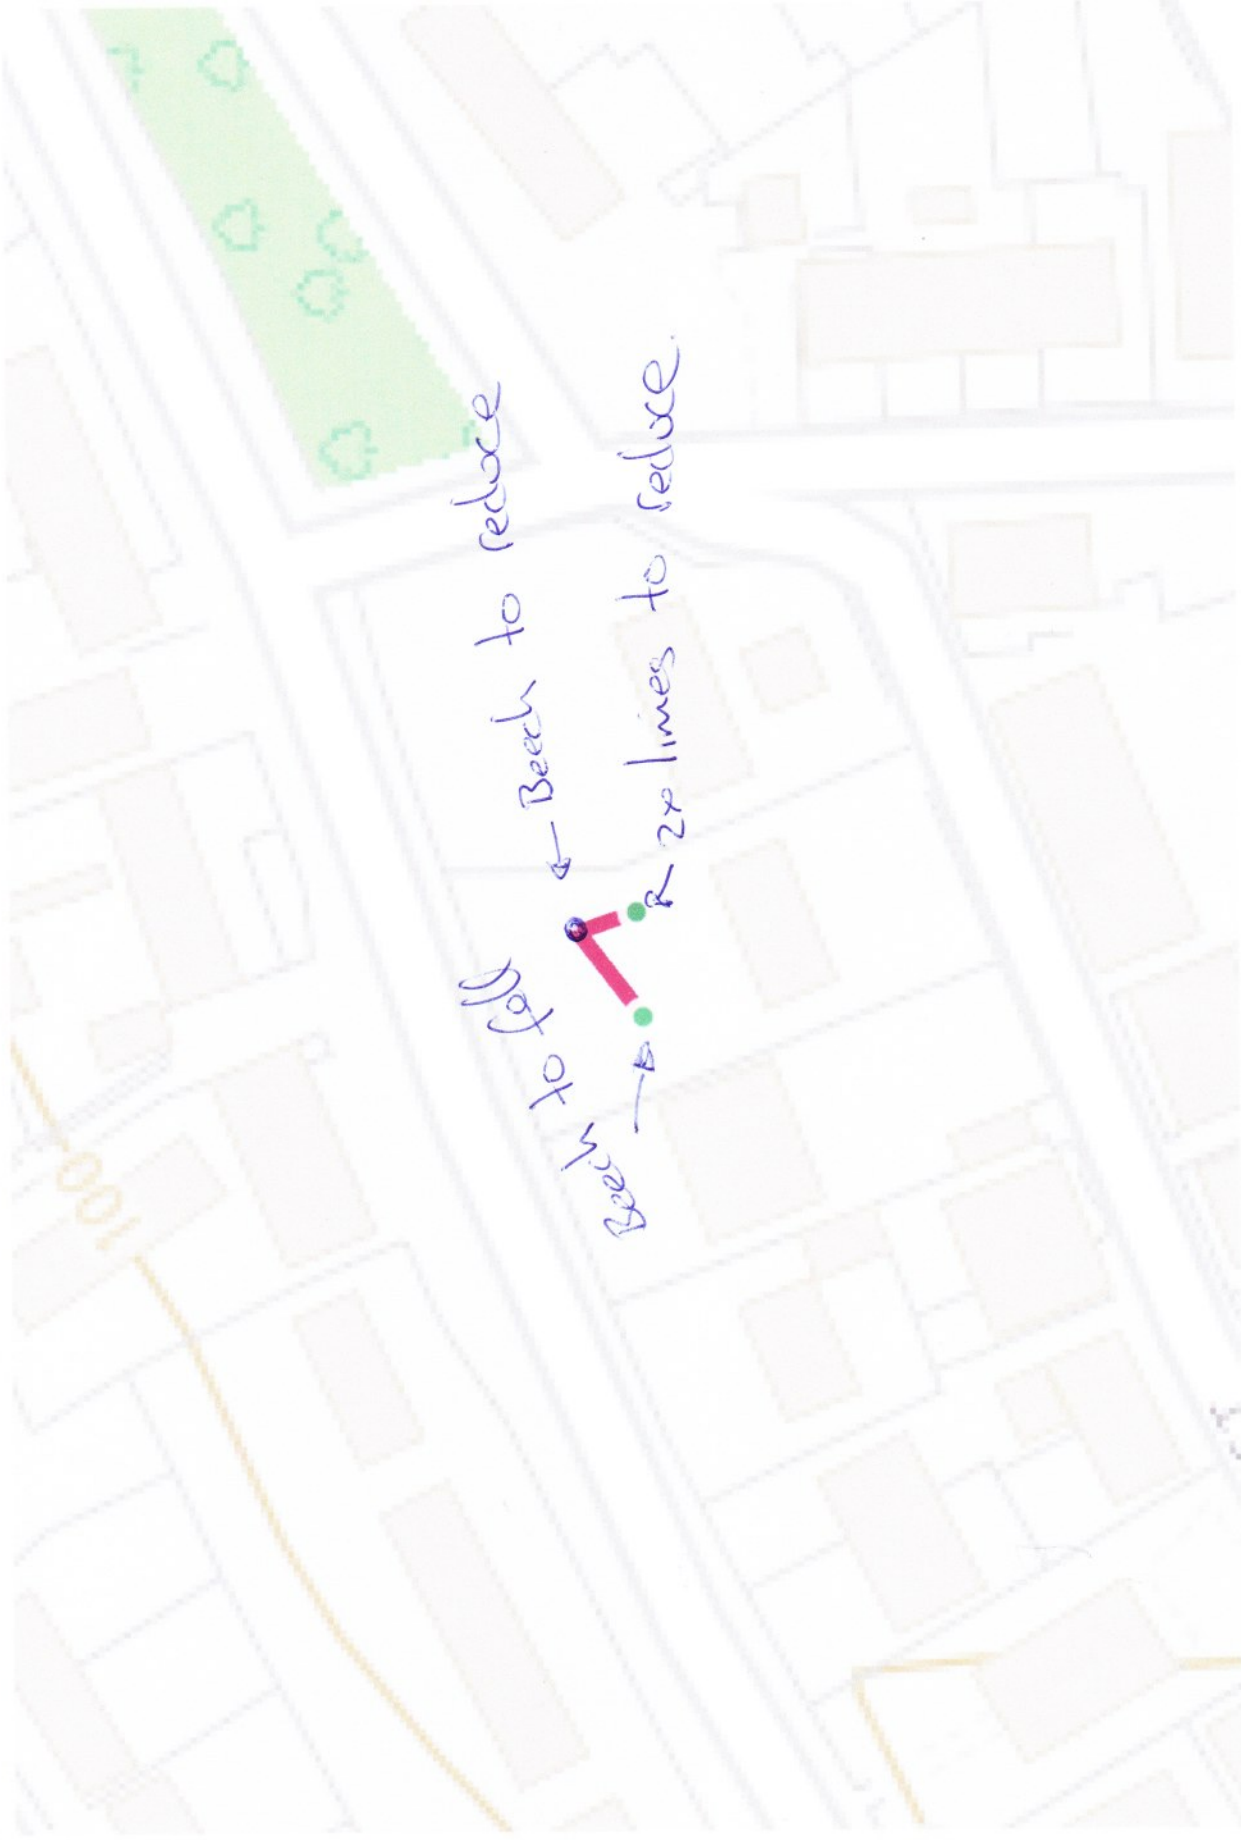 Beech to fell
← Beech to reduce
2x limes to reduce.
100